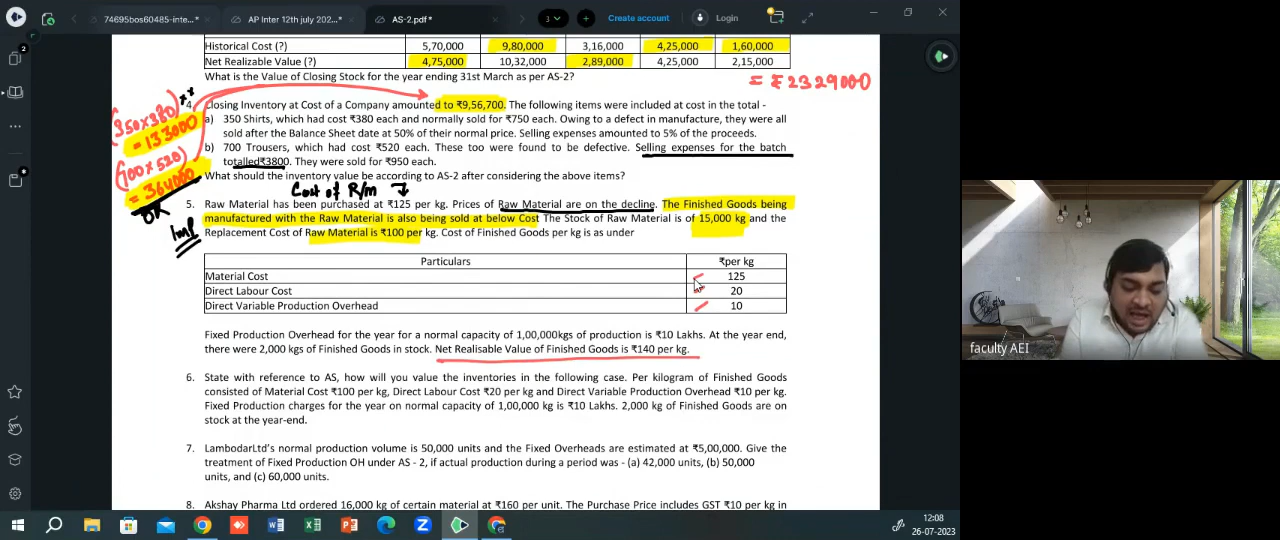 74695bos60485-inte...*
AP Inter 12th july 202...*
AS-2.pdf*
3
Create account
Login
Historical Cost (?) 5,70,000 9,80,000 3,16,000 4,25,000 1,60,000
Net Realizable Value (?) 4,75,000 10,32,000 2,89,000 4,25,000 2,15,000
What is the Value of Closing Stock for the year ending 31st March as per AS-2?
= ₹2329000
4 Closing Inventory at Cost of a Company amounted to ₹9,56,700. The following items were included at cost in the total -
a) 350 Shirts, which had cost ₹380 each and normally sold for ₹750 each. Owing to a defect in manufacture, they were all
sold after the Balance Sheet date at 50% of their normal price. Selling expenses amounted to 5% of the proceeds.
b) 700 Trousers, which had cost ₹520 each. These too were found to be defective. Selling expenses for the batch
totalled₹3800. They were sold for ₹950 each.
What should the inventory value be according to AS-2 after considering the above items?
(350x380)
= 133000
(700 x 520)
= 364000
OR
Cost of R/m ↓
5. Raw Material has been purchased at ₹125 per kg. Prices of Raw Material are on the decline. The Finished Goods being
manufactured with the Raw Material is also being sold at below Cost The Stock of Raw Material is of 15,000 kg and the
Replacement Cost of Raw Material is ₹100 per kg. Cost of Finished Goods per kg is as under
Imp
Particulars ₹per kg
Material Cost 125
Direct Labour Cost 20
Direct Variable Production Overhead 10
Fixed Production Overhead for the year for a normal capacity of 1,00,000kgs of production is ₹10 Lakhs. At the year end,
there were 2,000 kgs of Finished Goods in stock. Net Realisable Value of Finished Goods is ₹140 per kg.
6. State with reference to AS, how will you value the inventories in the following case. Per kilogram of Finished Goods
consisted of Material Cost ₹100 per kg, Direct Labour Cost ₹20 per kg and Direct Variable Production Overhead ₹10 per kg.
Fixed Production charges for the year on normal capacity of 1,00,000 kg is ₹10 Lakhs. 2,000 kg of Finished Goods are on
stock at the year-end.
7. LambodarLtd's normal production volume is 50,000 units and the Fixed Overheads are estimated at ₹5,00,000. Give the
treatment of Fixed Production OH under AS - 2, if actual production during a period was - (a) 42,000 units, (b) 50,000
units, and (c) 60,000 units.
8. Akshay Pharma Ltd ordered 16,000 kg of certain material at ₹160 per unit. The Purchase Price includes GST ₹10 per kg in
faculty AEI
12:08
26-07-2023